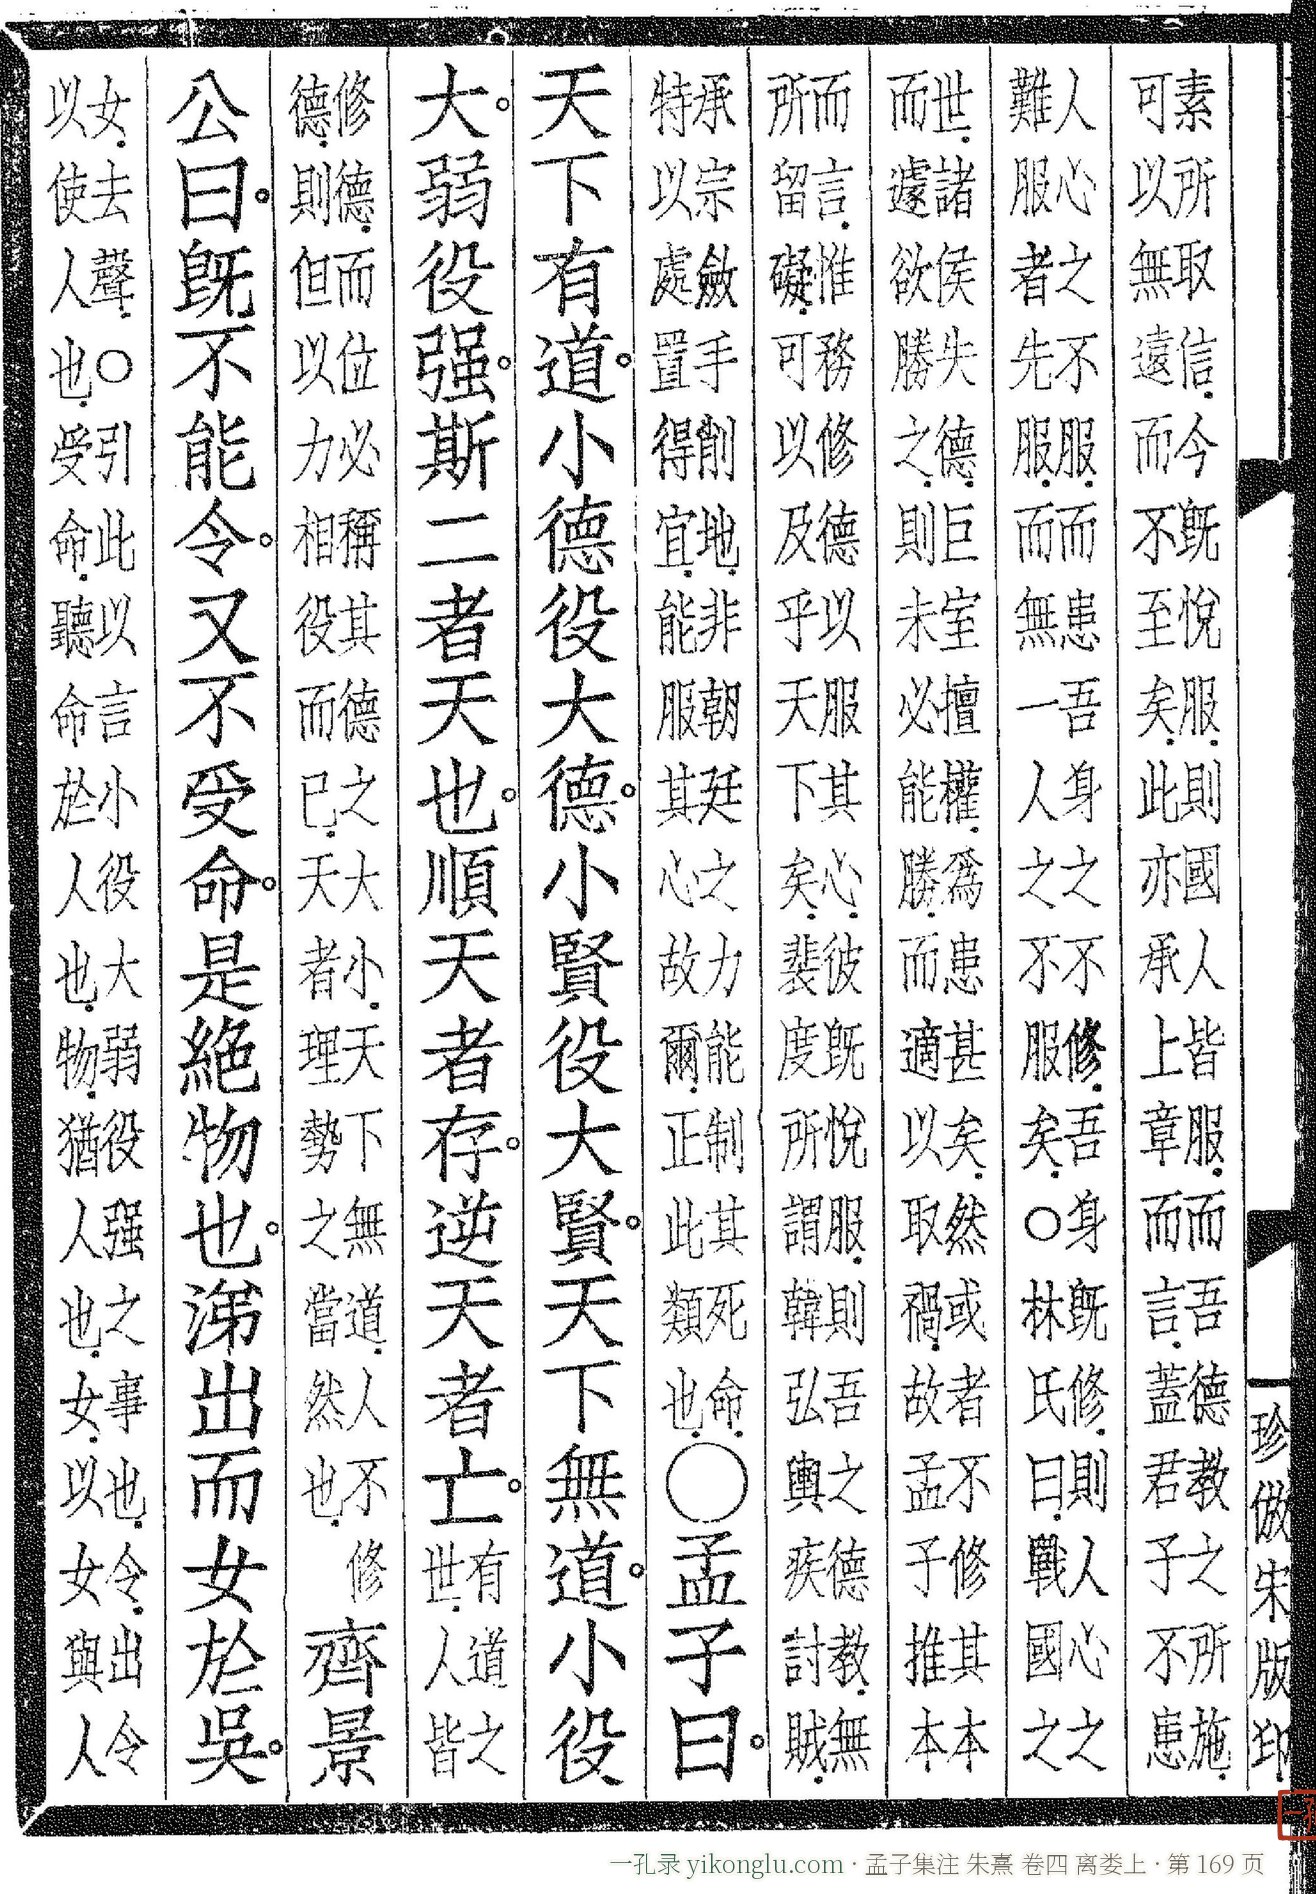 珍倣宋版印
素所取信。今既悅服。則國人皆服。而吾德教之所施。
可以無遠而不至矣。此亦承上章而言。蓋君子不患
人心之不服。而患吾身之不修。吾身既修。則人心之
難服者先服。而無一人之不服矣。○林氏曰。戰國之
世。諸侯失德。巨室擅權。爲患甚矣。然或者不修其本
而遽欲勝之。則未必能勝。而適以取禍。故孟子推本
而言。惟務修德以服其心。彼既悅服。則吾之德教。無
所留礙。可以及乎天下矣。裴度所謂韓弘輿疾討賊。
承宗斂手削地。非朝廷之力能制其死命。
特以處置得宜。能服其心故爾。正此類也。
○孟子曰。
天下有道。小德役大德。小賢役大賢。天下無道。小役
大。弱役强。斯二者天也。順天者存。逆天者亡。
有道之
世。人皆
修德。而位必稱其德之大小。天下無道。人不修
德。則但以力相役而已。天者理勢之當然也。
齊景
公曰。既不能令。又不受命。是絶物也。涕出而女於吳。
女。去聲。○引此以言小役大弱役强之事也。令。出令
以使人也。受命。聽命於人也。物。猶人也。女。以女與人
一孔录 yikonglu.com · 孟子集注 朱熹 卷四 离娄上 · 第 169 页